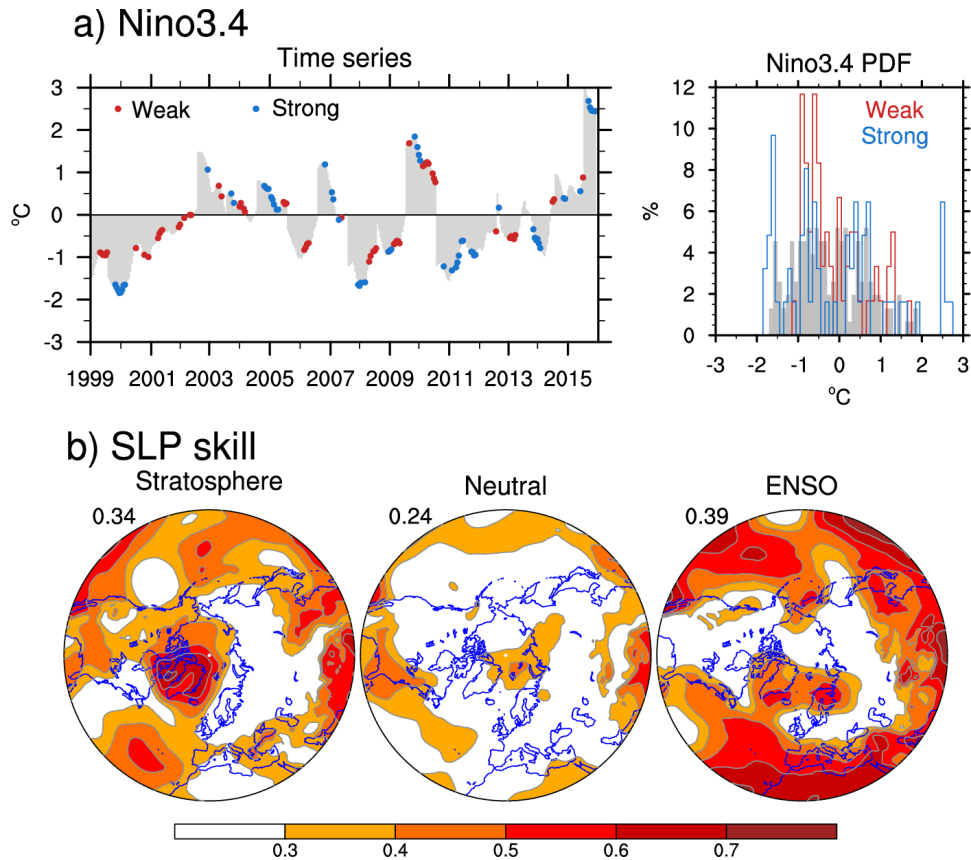 a) Nino3.4
Time series
Weak
Strong
3
2
1
0
-1
-2
-3
°C
1999 2001 2003 2005 2007 2009 2011 2013 2015
Nino3.4 PDF
Weak
Strong
12
10
8
6
4
2
0
%
-3 -2 -1 0 1 2 3
°C
b) SLP skill
Stratosphere Neutral ENSO
0.34 0.24 0.39
0.3 0.4 0.5 0.6 0.7